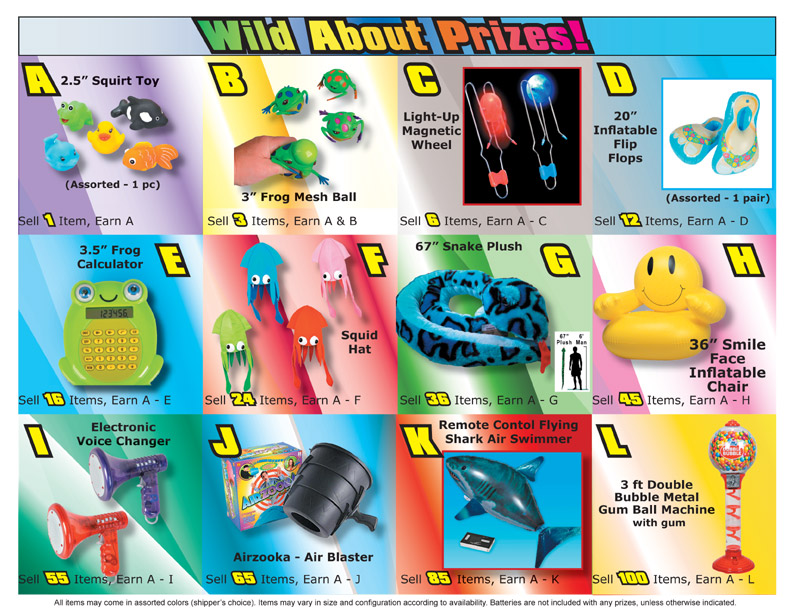 Wild About Prizes!
A
2.5” Squirt Toy
(Assorted - 1 pc)
Sell 1 Item, Earn A
B
3” Frog Mesh Ball
Sell 3 Items, Earn A & B
C
Light-Up
Magnetic
Wheel
Sell 6 Items, Earn A - C
D
20”
Inflatable
Flip
Flops
(Assorted - 1 pair)
Sell 12 Items, Earn A - D
3.5” Frog
Calculator
E
123456
Sell 16 Items, Earn A - E
F
Squid
Hat
Sell 24 Items, Earn A - F
67” Snake Plush
G
67” 6'
Plush Man
Sell 36 Items, Earn A - G
H
36” Smile
Face
Inflatable
Chair
Sell 45 Items, Earn A - H
I
Electronic
Voice Changer
Sell 55 Items, Earn A - I
J
AIRZOOKA
Airzooka - Air Blaster
Sell 65 Items, Earn A - J
K
Remote Contol Flying
Shark Air Swimmer
Sell 85 Items, Earn A - K
L
3 ft Double
Bubble Metal
Gum Ball Machine
with gum
Sell 100 Items, Earn A - L
All items may come in assorted colors (shipper's choice). Items may vary in size and configuration according to availability. Batteries are not included with any prizes, unless otherwise indicated.